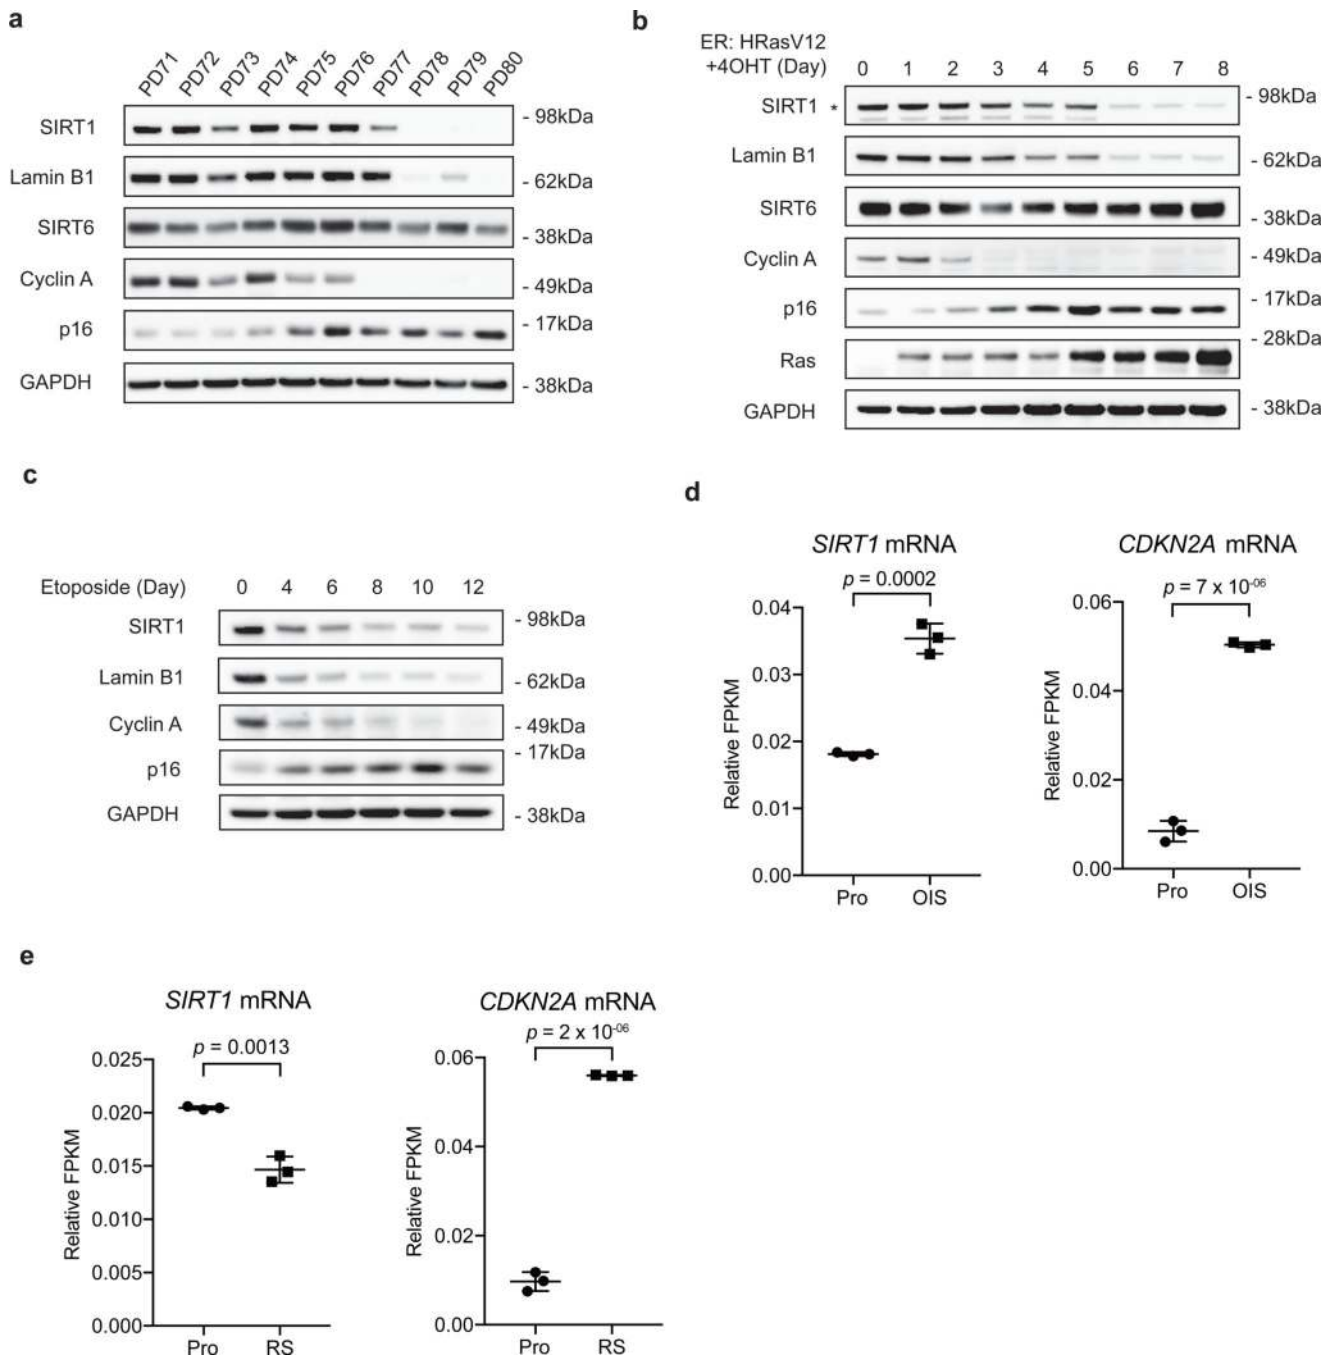 a
PD71 PD72 PD73 PD74 PD75 PD76 PD77 PD78 PD79 PD80
SIRT1 - 98kDa
Lamin B1 - 62kDa
SIRT6 - 38kDa
Cyclin A - 49kDa
p16 - 17kDa
GAPDH - 38kDa
b
ER: HRasV12
+4OHT (Day) 0 1 2 3 4 5 6 7 8
SIRT1 * - 98kDa
Lamin B1 - 62kDa
SIRT6 - 38kDa
Cyclin A - 49kDa
p16 - 17kDa
Ras - 28kDa
GAPDH - 38kDa
c
Etoposide (Day) 0 4 6 8 10 12
SIRT1 - 98kDa
Lamin B1 - 62kDa
Cyclin A - 49kDa
p16 - 17kDa
GAPDH - 38kDa
d
SIRT1 mRNA
p = 0.0002
Relative FPKM
0.04
0.03
0.02
0.01
0.00
Pro OIS
CDKN2A mRNA
p = 7 x 10⁻⁰⁶
Relative FPKM
0.06
0.04
0.02
0.00
Pro OIS
e
SIRT1 mRNA
p = 0.0013
Relative FPKM
0.025
0.020
0.015
0.010
0.005
0.000
Pro RS
CDKN2A mRNA
p = 2 x 10⁻⁰⁶
Relative FPKM
0.06
0.04
0.02
0.00
Pro RS